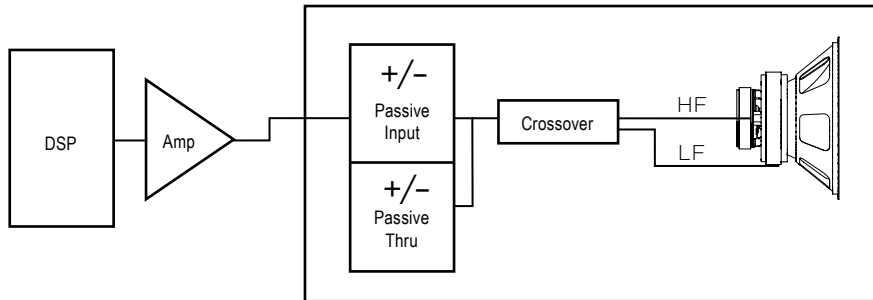 DSP
Amp
+/–
Passive
Input
+/–
Passive
Thru
Crossover
HF
LF